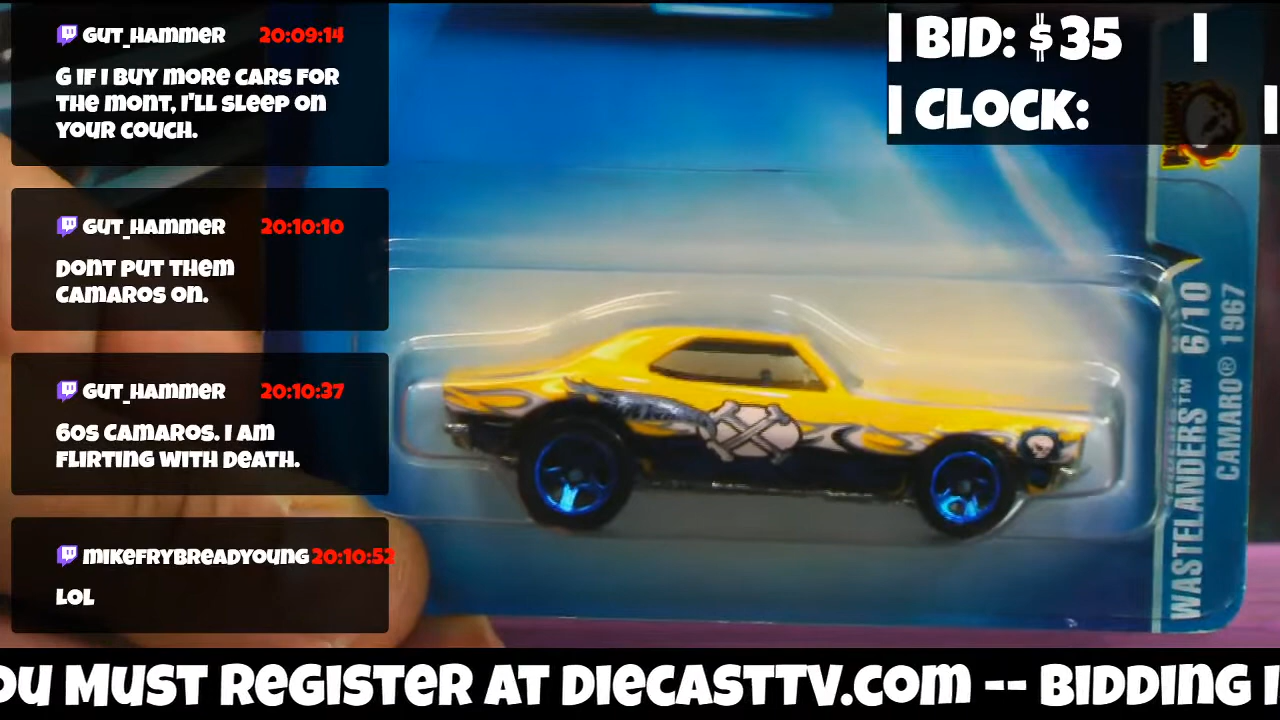 GUT_HAMMER 20:09:14
G IF I BUY MORE CARS FOR
THE MONT, I'LL SLEEP ON
YOUR COUCH.
GUT_HAMMER 20:10:10
DONT PUT THEM
CAMAROS ON.
GUT_HAMMER 20:10:37
60S CAMAROS. I AM
FLIRTING WITH DEATH.
MIKEFRYBREADYOUNG 20:10:52
LOL
| BID: $35 |
| CLOCK: |
WASTELANDERS™ 6/10
CAMARO® 1967
OU MUST REGISTER AT DIECASTTV.COM -- BIDDING I